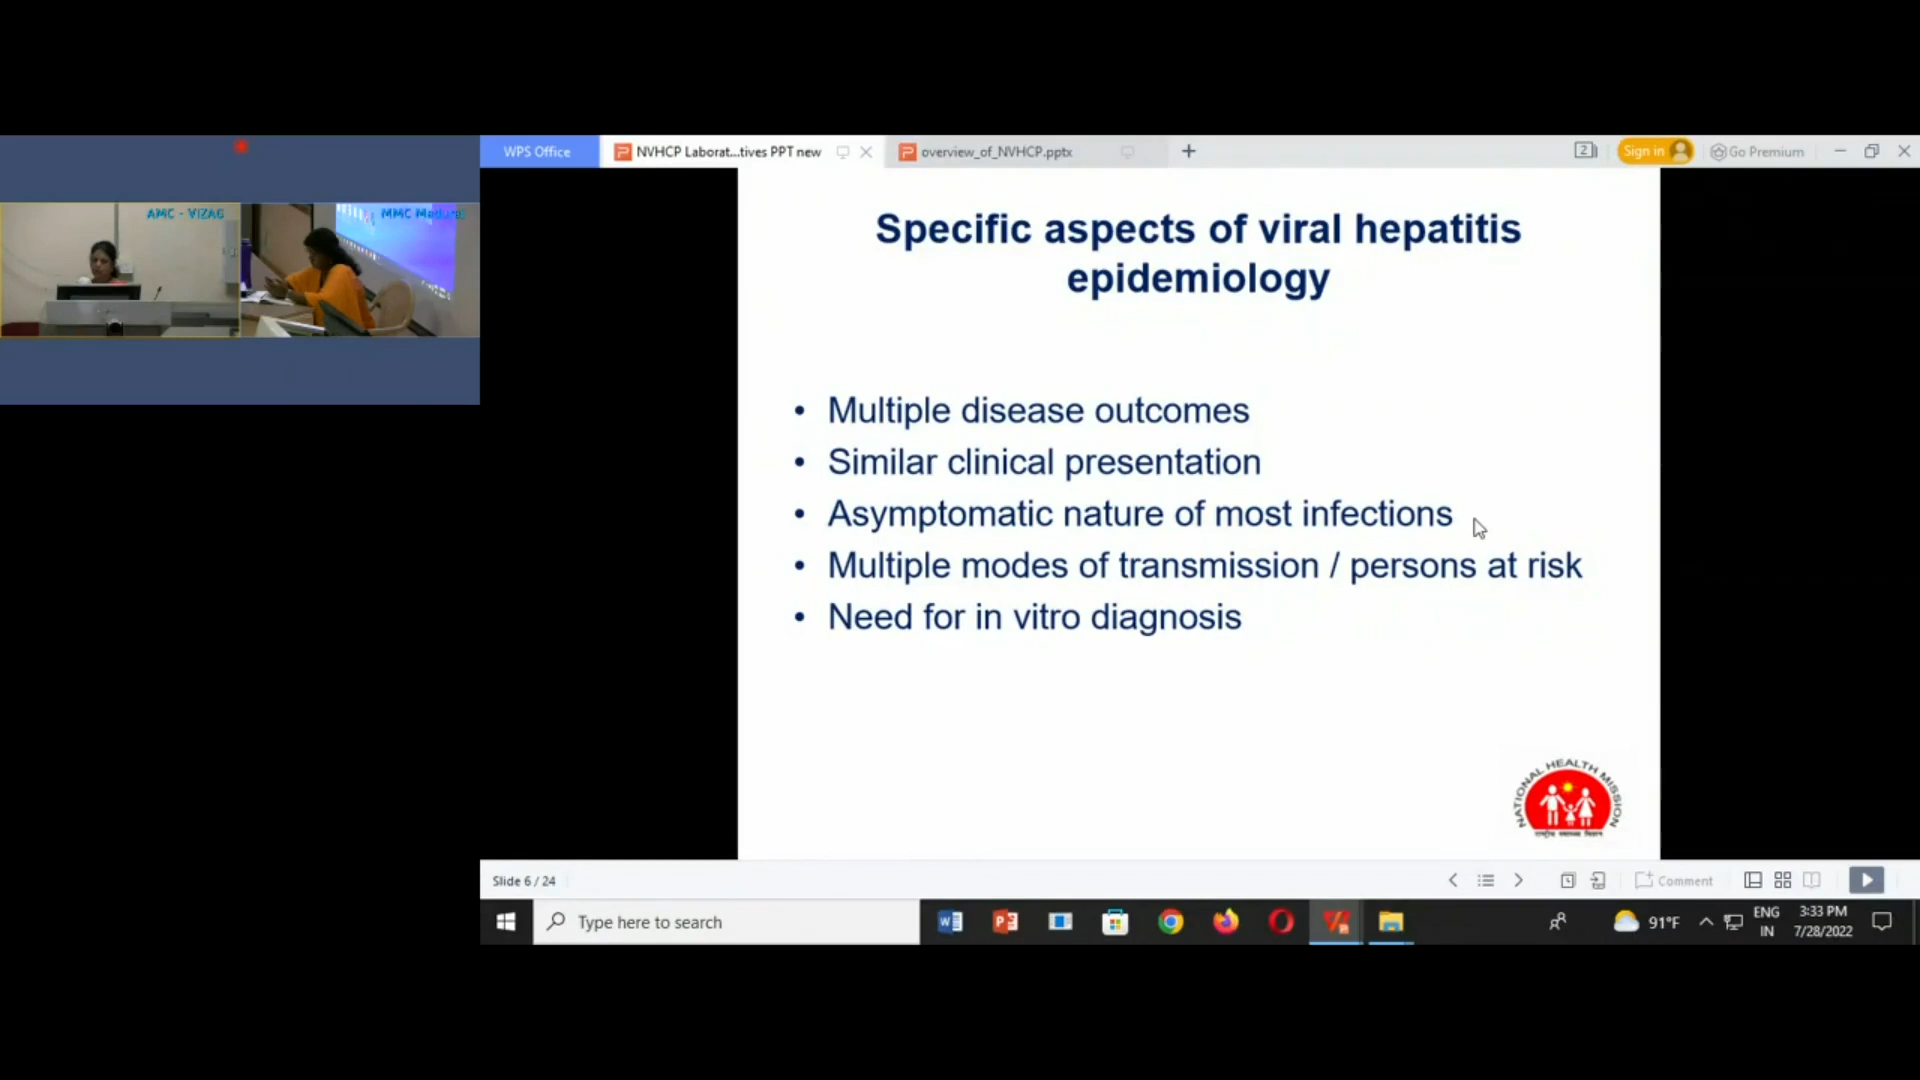 WPS Office
NVHCP Laborat...tives PPT new
overview_of_NVHCP.pptx
2
Sign in
Go Premium
AMC - VIZAG
MMC Madurai
Specific aspects of viral hepatitis
epidemiology
• Multiple disease outcomes
• Similar clinical presentation
• Asymptomatic nature of most infections
• Multiple modes of transmission / persons at risk
• Need for in vitro diagnosis
NATIONAL HEALTH MISSION
Slide 6 / 24
Comment
Type here to search
91°F
ENG
IN
3:33 PM
7/28/2022